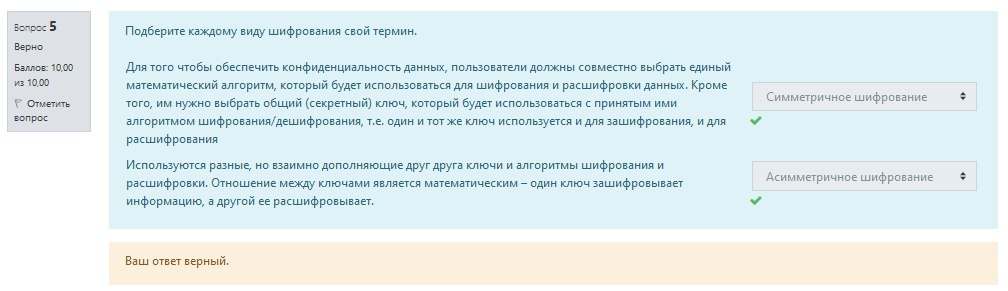 Вопрос 5
Верно
Баллов: 10,00
из 10,00
Отметить
вопрос
Подберите каждому виду шифрования свой термин.
Для того чтобы обеспечить конфиденциальность данных, пользователи должны совместно выбрать единый
математический алгоритм, который будет использоваться для шифрования и расшифровки данных. Кроме
того, им нужно выбрать общий (секретный) ключ, который будет использоваться с принятым ими
алгоритмом шифрования/дешифрования, т.е. один и тот же ключ используется и для зашифрования, и для
расшифрования
Симметричное шифрование
Используются разные, но взаимно дополняющие друг друга ключи и алгоритмы шифрования и
расшифровки. Отношение между ключами является математическим – один ключ зашифровывает
информацию, а другой ее расшифровывает.
Асимметричное шифрование
Ваш ответ верный.